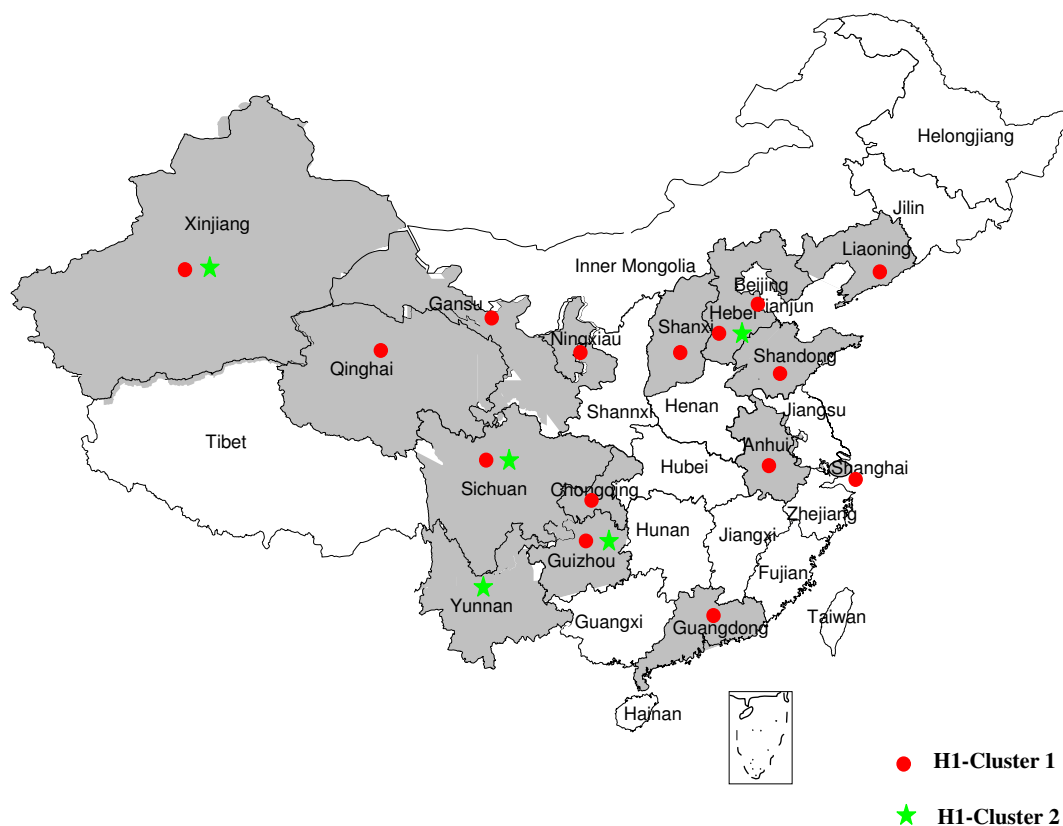 Helongjiang
Jilin
Xinjiang
Liaoning
Inner Mongolia
Beijing
Gansu
Hebei
Tianjun
Shanxi
Ningxiau
Shandong
Qinghai
Shannxi
Henan
Jiangsu
Tibet
Anhui
Hubei
Shanghai
Sichuan
Chongqing
Zhejiang
Hunan
Jiangxi
Guizhou
Fujian
Yunnan
Guangxi
Guangdong
Taiwan
Hainan
H1-Cluster 1
H1-Cluster 2